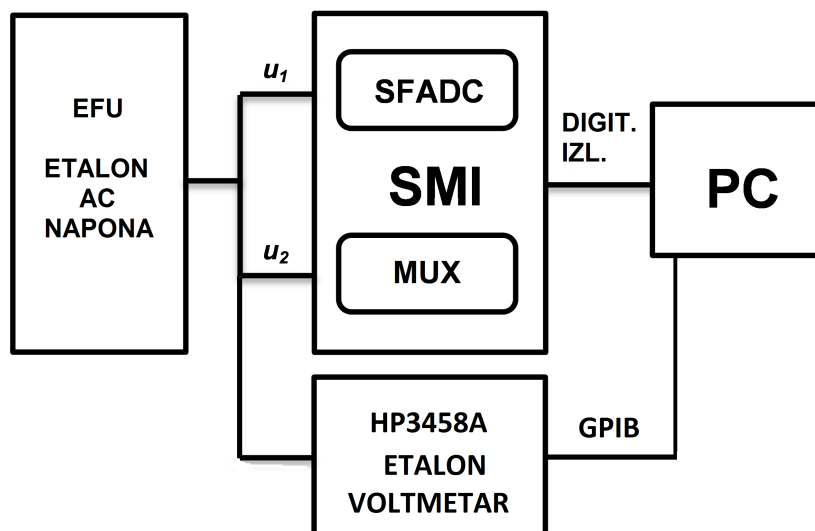 EFU
ETALON
AC
NAPONA
u1
u2
SFADC
SMI
MUX
DIGIT.
IZL.
PC
HP3458A
ETALON
VOLTMETAR
GPIB